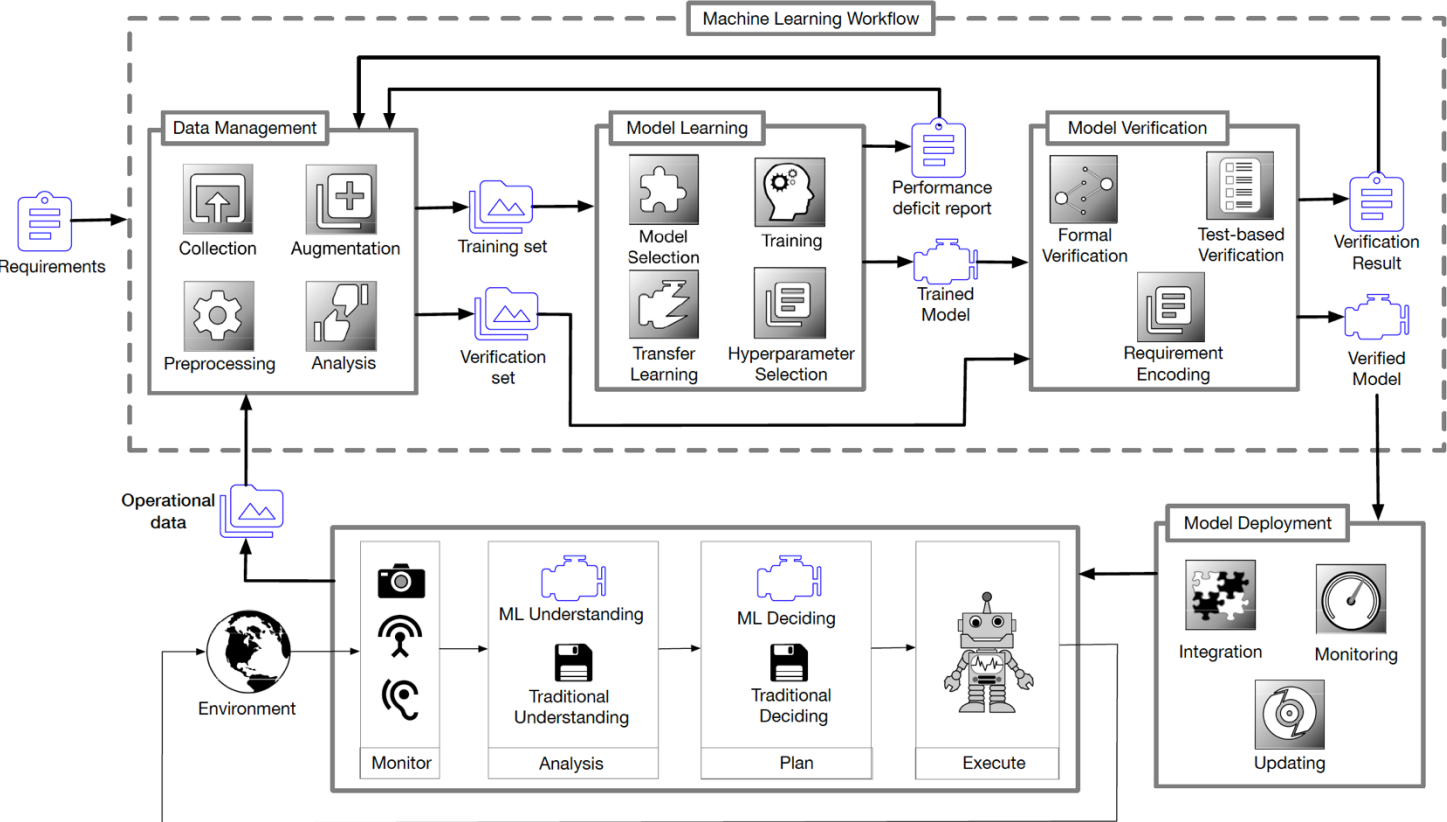 Machine Learning Workflow
Data Management
Collection
Augmentation
Preprocessing
Analysis
Requirements
Training set
Verification
set
Model Learning
Model
Selection
Training
Transfer
Learning
Hyperparameter
Selection
Performance
deficit report
Trained
Model
Model Verification
Formal
Verification
Test-based
Verification
Requirement
Encoding
Verification
Result
Verified
Model
Operational
data
Environment
Monitor
ML Understanding
Traditional
Understanding
Analysis
ML Deciding
Traditional
Deciding
Plan
Execute
Model Deployment
Integration
Monitoring
Updating